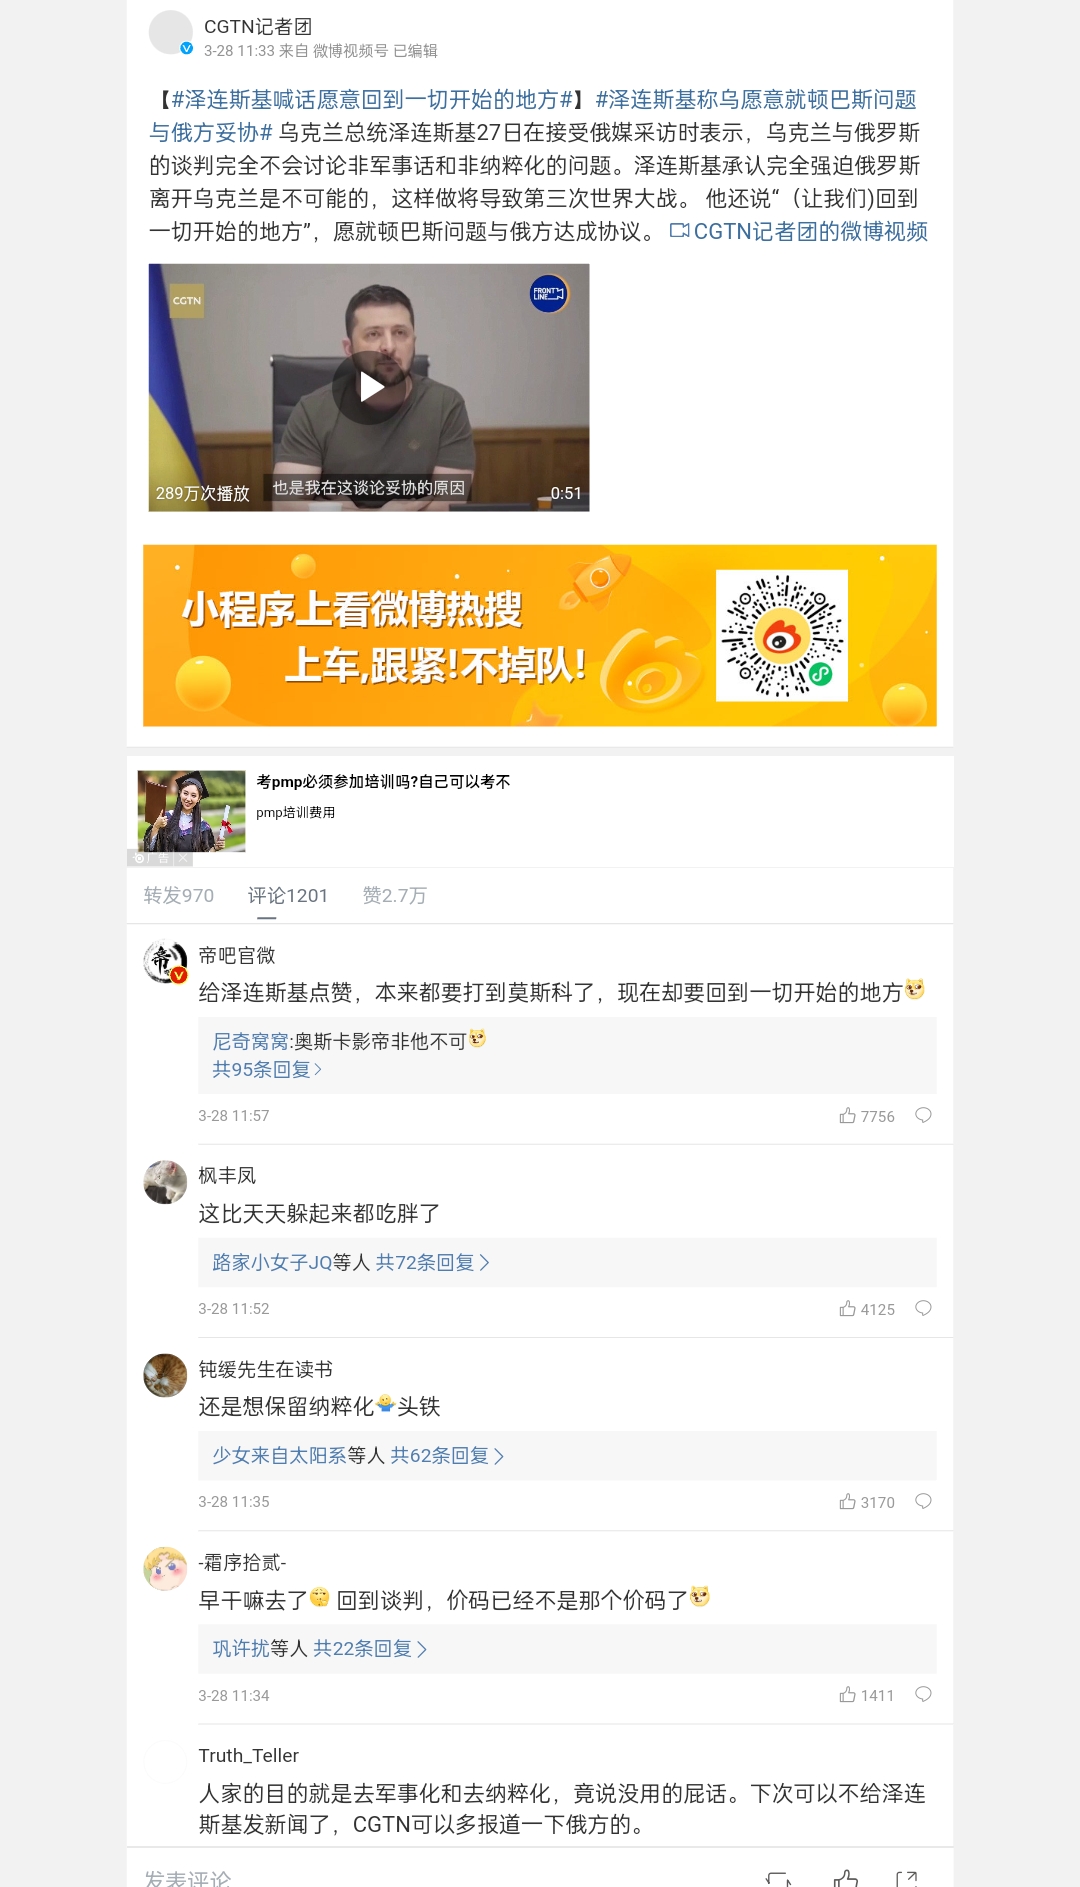 CGTN记者团
3-28 11:33 来自 微博视频号 已编辑
【#泽连斯基喊话愿意回到一切开始的地方#】#泽连斯基称乌愿意就顿巴斯问题
与俄方妥协# 乌克兰总统泽连斯基27日在接受俄媒采访时表示，乌克兰与俄罗斯
的谈判完全不会讨论非军事话和非纳粹化的问题。泽连斯基承认完全强迫俄罗斯
离开乌克兰是不可能的，这样做将导致第三次世界大战。 他还说“（让我们)回到
一切开始的地方”，愿就顿巴斯问题与俄方达成协议。 CGTN记者团的微博视频
CGTN
FRONT
LINE
也是我在这谈论妥协的原因
289万次播放
0:51
小程序上看微博热搜
上车,跟紧!不掉队!
考pmp必须参加培训吗?自己可以考不
pmp培训费用
广告
转发970 评论1201 赞2.7万
帝吧官微
给泽连斯基点赞，本来都要打到莫斯科了，现在却要回到一切开始的地方
尼奇窝窝:奥斯卡影帝非他不可
共95条回复
3-28 11:57 7756
枫丰凤
这比天天躲起来都吃胖了
路家小女子JQ等人 共72条回复
3-28 11:52 4125
钝缓先生在读书
还是想保留纳粹化头铁
少女来自太阳系等人 共62条回复
3-28 11:35 3170
-霜序拾贰-
早干嘛去了 回到谈判，价码已经不是那个价码了
巩许扰等人 共22条回复
3-28 11:34 1411
Truth_Teller
人家的目的就是去军事化和去纳粹化，竟说没用的屁话。下次可以不给泽连
斯基发新闻了，CGTN可以多报道一下俄方的。
发表评论